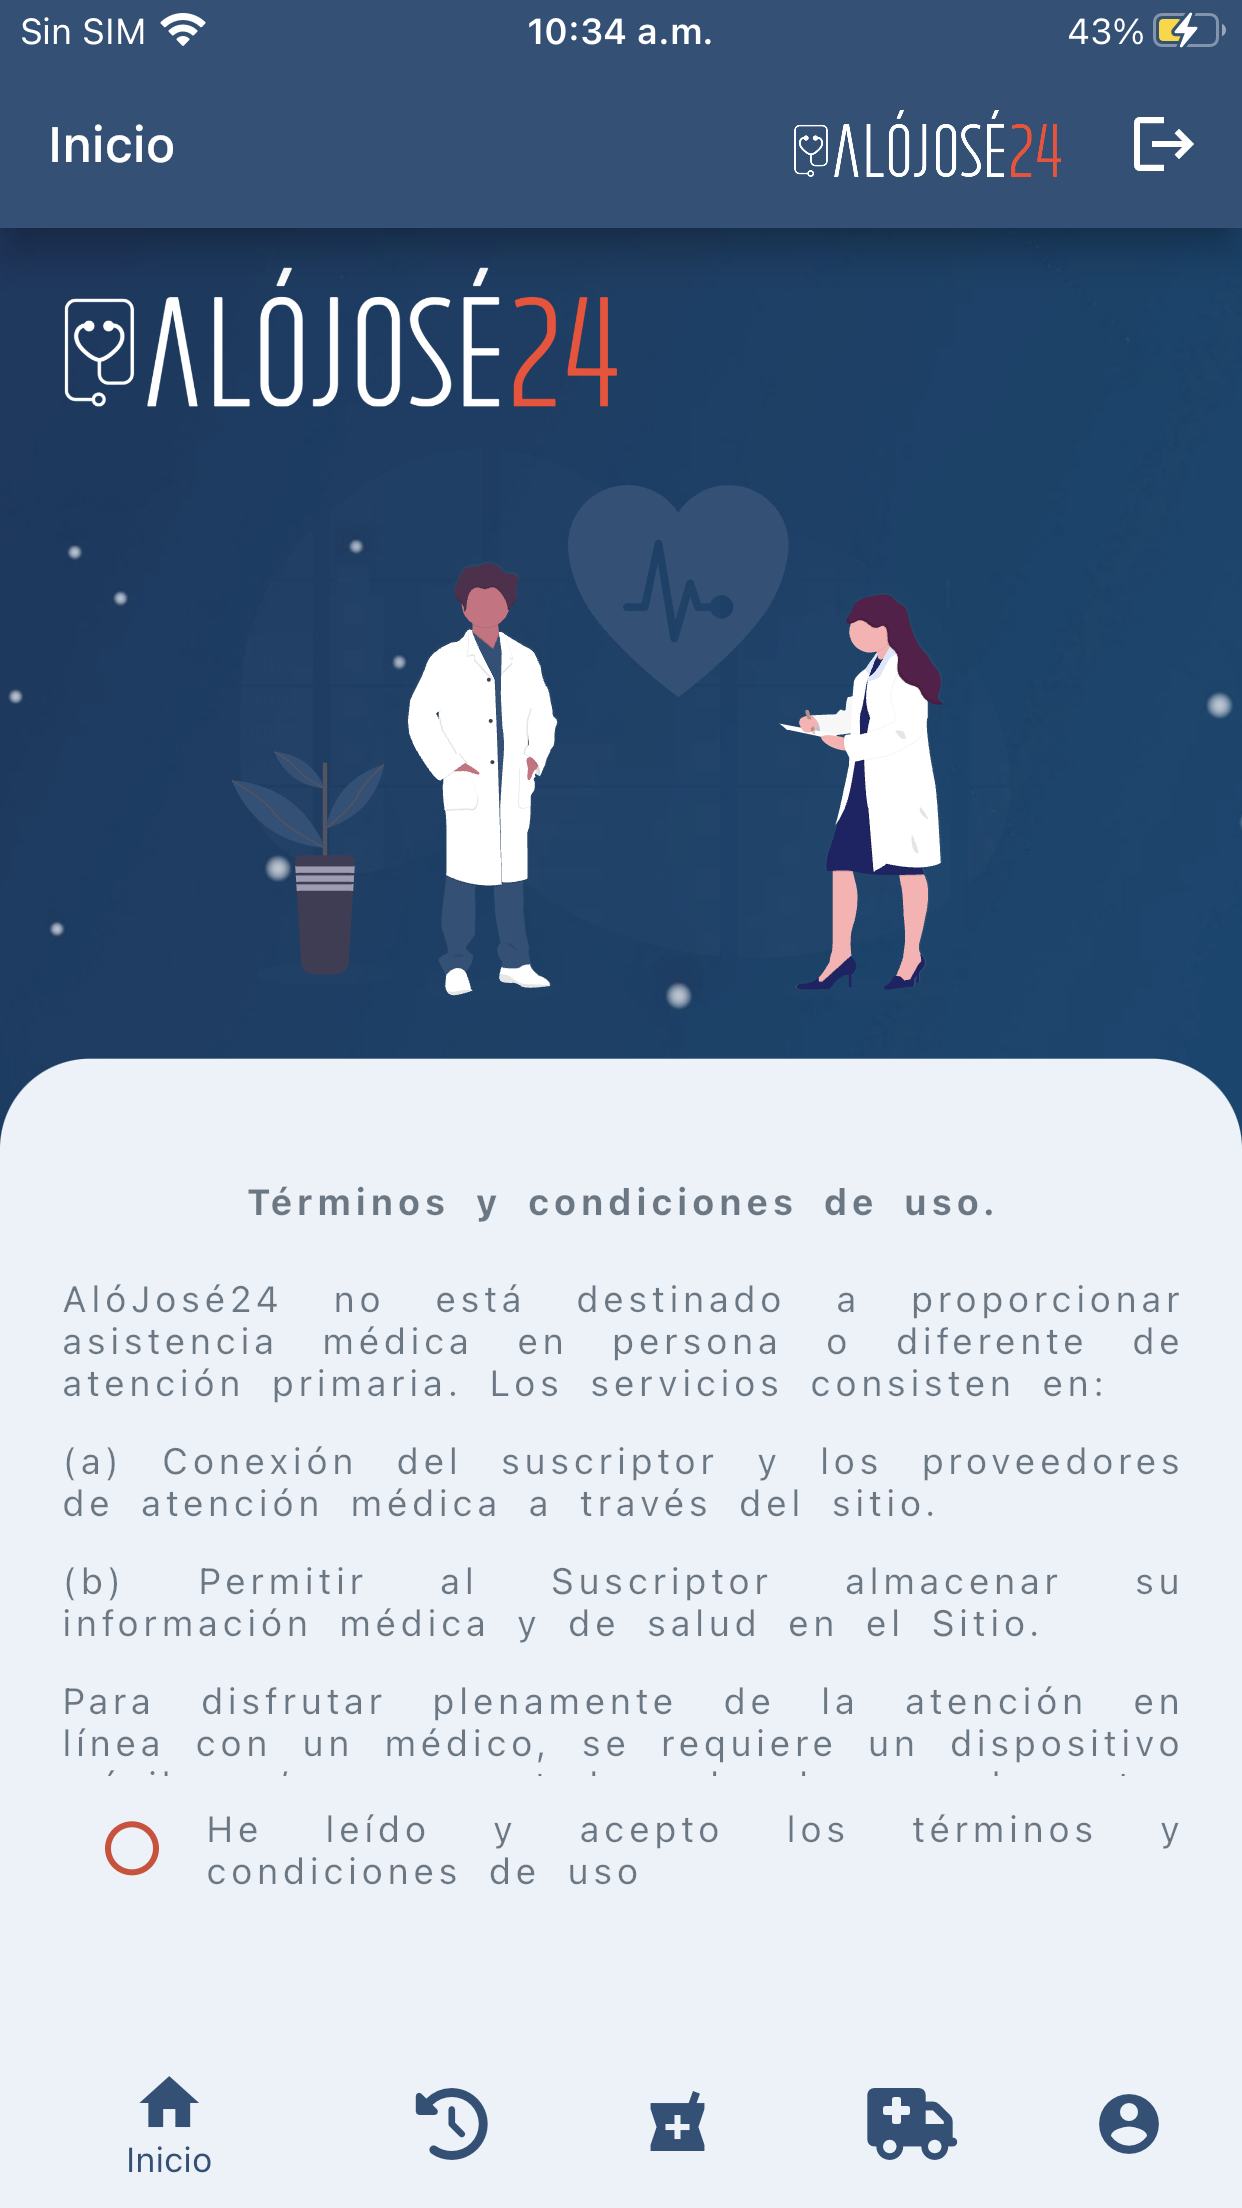 Sin SIM 10:34 a.m. 43%
Inicio ALÓJOSÉ24
ALÓJOSÉ24
Términos y condiciones de uso.
AlóJosé24 no está destinado a proporcionar
asistencia médica en persona o diferente de
atención primaria. Los servicios consisten en:
(a) Conexión del suscriptor y los proveedores
de atención médica a través del sitio.
(b) Permitir al Suscriptor almacenar su
información médica y de salud en el Sitio.
Para disfrutar plenamente de la atención en
línea con un médico, se requiere un dispositivo
He leído y acepto los términos y
condiciones de uso
Inicio